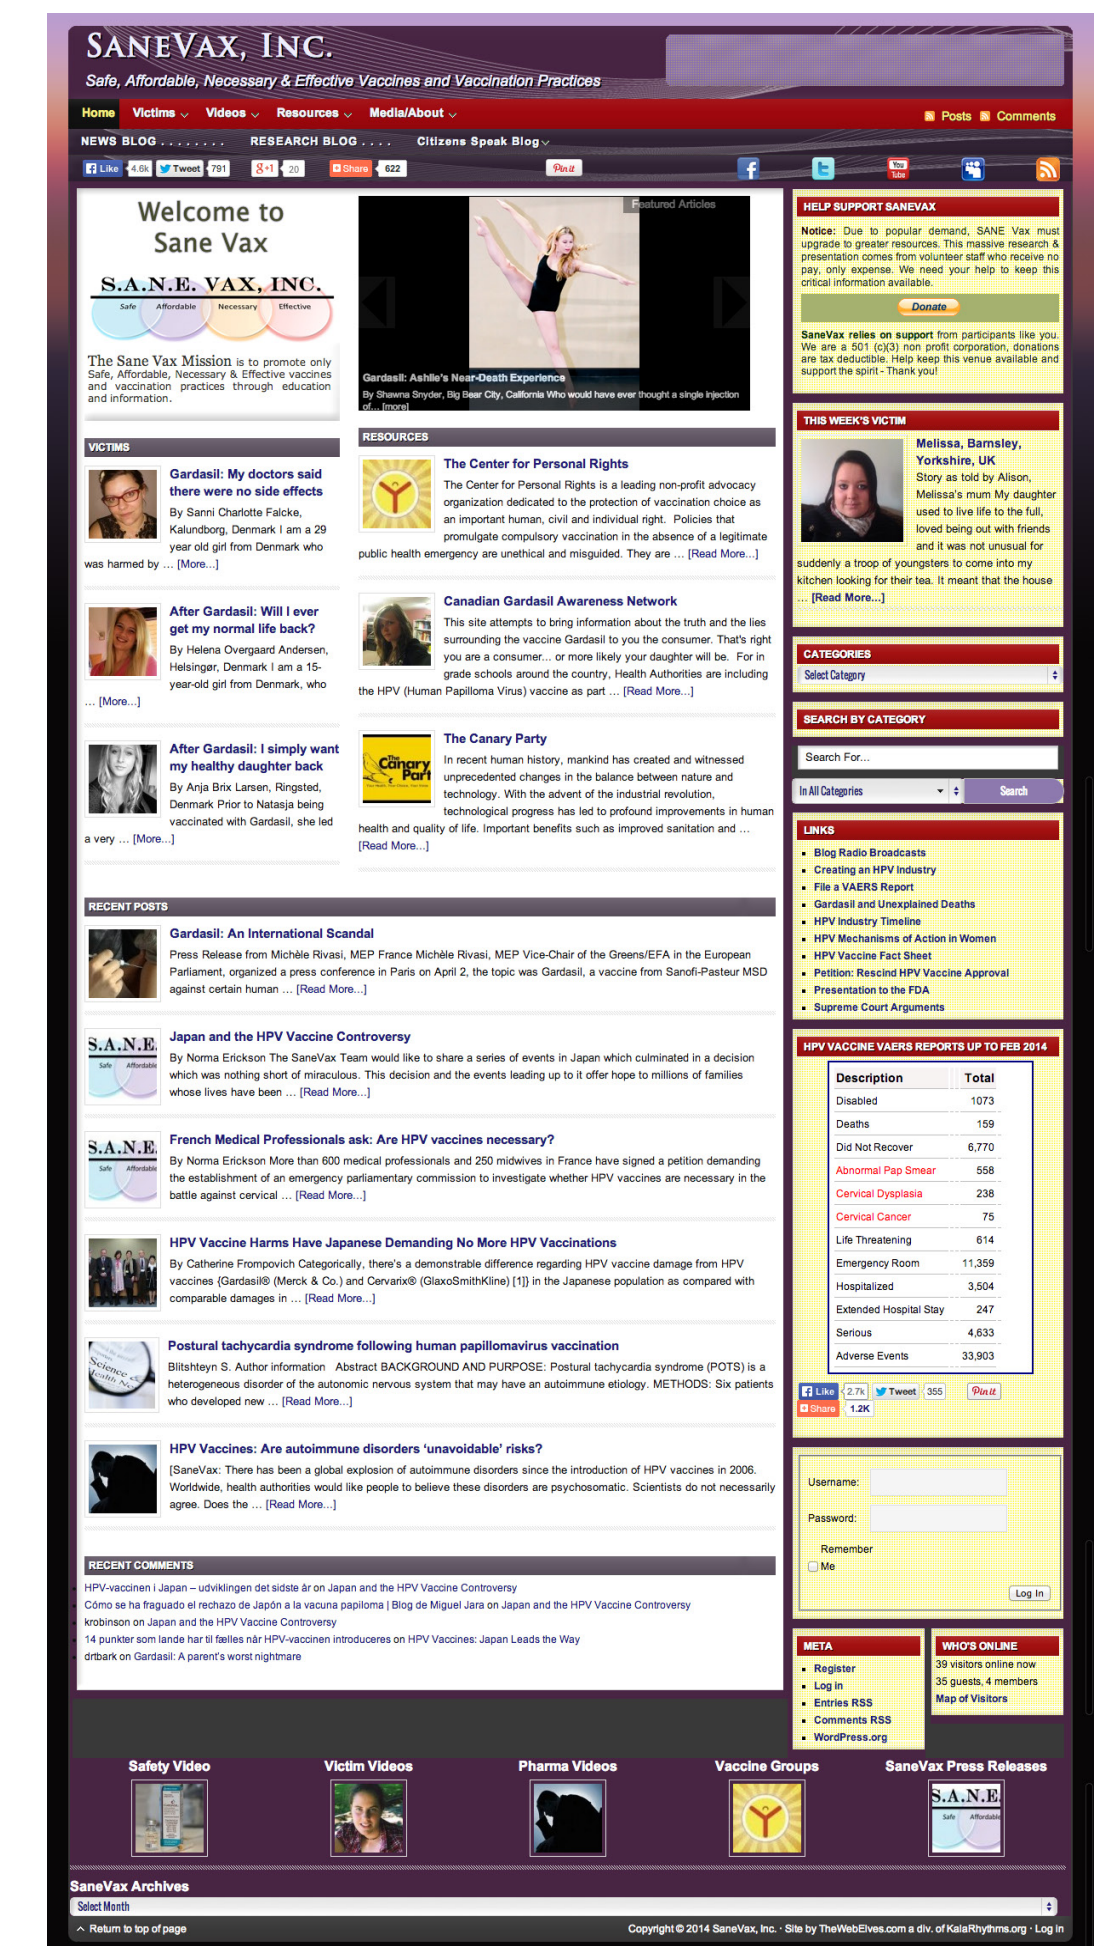 SaneVax, Inc.
Safe, Affordable, Necessary & Effective Vaccines and Vaccination Practices
Home Victims Videos Resources Media/About Posts Comments
NEWS BLOG . . . . . . . . RESEARCH BLOG . . . . Citizens Speak Blog
Like 4.6k Tweet 791 g+1 20 Share 622 Pin it You Tube
Welcome to
Sane Vax
S.A.N.E. VAX, INC.
Safe Affordable Necessary Effective
The Sane Vax Mission is to promote only
Safe, Affordable, Necessary & Effective vaccines
and vaccination practices through education
and information.
Featured Articles
Gardasil: Ashlie's Near-Death Experience
By Shawna Snyder, Big Bear City, California Who would have ever thought a single injection
of... [more]
VICTIMS
Gardasil: My doctors said
there were no side effects
By Sanni Charlotte Falcke,
Kalundborg, Denmark I am a 29
year old girl from Denmark who
was harmed by … [More...]
After Gardasil: Will I ever
get my normal life back?
By Helena Overgaard Andersen,
Helsingør, Denmark I am a 15-
year-old girl from Denmark, who
… [More...]
After Gardasil: I simply want
my healthy daughter back
By Anja Brix Larsen, Ringsted,
Denmark Prior to Natasja being
vaccinated with Gardasil, she led
a very … [More...]
RESOURCES
The Center for Personal Rights
The Center for Personal Rights is a leading non-profit advocacy
organization dedicated to the protection of vaccination choice as
an important human, civil and individual right. Policies that
promulgate compulsory vaccination in the absence of a legitimate
public health emergency are unethical and misguided. They are … [Read More...]
Canadian Gardasil Awareness Network
This site attempts to bring information about the truth and the lies
surrounding the vaccine Gardasil to you the consumer. That's right
you are a consumer... or more likely your daughter will be. For in
grade schools around the country, Health Authorities are including
the HPV (Human Papilloma Virus) vaccine as part … [Read More...]
The Canary Party
The
Canary
Part
In recent human history, mankind has created and witnessed
unprecedented changes in the balance between nature and
technology. With the advent of the industrial revolution,
technological progress has led to profound improvements in human
health and quality of life. Important benefits such as improved sanitation and …
[Read More...]
RECENT POSTS
Gardasil: An International Scandal
Press Release from Michèle Rivasi, MEP France Michèle Rivasi, MEP Vice-Chair of the Greens/EFA in the European
Parliament, organized a press conference in Paris on April 2, the topic was Gardasil, a vaccine from Sanofi-Pasteur MSD
against certain human … [Read More...]
S.A.N.E.
Safe Affordable
Japan and the HPV Vaccine Controversy
By Norma Erickson The SaneVax Team would like to share a series of events in Japan which culminated in a decision
which was nothing short of miraculous. This decision and the events leading up to it offer hope to millions of families
whose lives have been … [Read More...]
S.A.N.E.
Safe Affordable
French Medical Professionals ask: Are HPV vaccines necessary?
By Norma Erickson More than 600 medical professionals and 250 midwives in France have signed a petition demanding
the establishment of an emergency parliamentary commission to investigate whether HPV vaccines are necessary in the
battle against cervical … [Read More...]
HPV Vaccine Harms Have Japanese Demanding No More HPV Vaccinations
By Catherine Frompovich Categorically, there's a demonstrable difference regarding HPV vaccine damage from HPV
vaccines {Gardasil® (Merck & Co.) and Cervarix® (GlaxoSmithKline) [1]} in the Japanese population as compared with
comparable damages in … [Read More...]
Science
Health
Postural tachycardia syndrome following human papillomavirus vaccination
Blitshteyn S. Author information Abstract BACKGROUND AND PURPOSE: Postural tachycardia syndrome (POTS) is a
heterogeneous disorder of the autonomic nervous system that may have an autoimmune etiology. METHODS: Six patients
who developed new … [Read More...]
HPV Vaccines: Are autoimmune disorders ‘unavoidable’ risks?
[SaneVax: There has been a global explosion of autoimmune disorders since the introduction of HPV vaccines in 2006.
Worldwide, health authorities would like people to believe these disorders are psychosomatic. Scientists do not necessarily
agree. Does the … [Read More...]
RECENT COMMENTS
HPV-vaccinen i Japan – udviklingen det sidste år on Japan and the HPV Vaccine Controversy
Cómo se ha fraguado el rechazo de Japón a la vacuna papiloma | Blog de Miguel Jara on Japan and the HPV Vaccine Controversy
krobinson on Japan and the HPV Vaccine Controversy
14 punkter som lande har til fælles når HPV-vaccinen introduceres on HPV Vaccines: Japan Leads the Way
drtbark on Gardasil: A parent's worst nightmare
HELP SUPPORT SANEVAX
Notice: Due to popular demand, SANE Vax must
upgrade to greater resources. This massive research &
presentation comes from volunteer staff who receive no
pay, only expense. We need your help to keep this
critical information available.
Donate
SaneVax relies on support from participants like you.
We are a 501 (c)(3) non profit corporation, donations
are tax deductible. Help keep this venue available and
support the spirit - Thank you!
THIS WEEK'S VICTIM
Melissa, Barnsley,
Yorkshire, UK
Story as told by Alison,
Melissa's mum My daughter
used to live life to the full,
loved being out with friends
and it was not unusual for
suddenly a troop of youngsters to come into my
kitchen looking for their tea. It meant that the house
… [Read More...]
CATEGORIES
Select Category
SEARCH BY CATEGORY
Search For...
In All Categories Search
LINKS
Blog Radio Broadcasts
Creating an HPV Industry
File a VAERS Report
Gardasil and Unexplained Deaths
HPV Industry Timeline
HPV Mechanisms of Action in Women
HPV Vaccine Fact Sheet
Petition: Rescind HPV Vaccine Approval
Presentation to the FDA
Supreme Court Arguments
HPV VACCINE VAERS REPORTS UP TO FEB 2014
Description Total
Disabled 1073
Deaths 159
Did Not Recover 6,770
Abnormal Pap Smear 558
Cervical Dysplasia 238
Cervical Cancer 75
Life Threatening 614
Emergency Room 11,359
Hospitalized 3,504
Extended Hospital Stay 247
Serious 4,633
Adverse Events 33,903
Like 2.7k Tweet 355 Pin it
Share 1.2K
Username:
Password:
Remember
Me
Log In
META
Register
Log in
Entries RSS
Comments RSS
WordPress.org
WHO'S ONLINE
39 visitors online now
35 guests, 4 members
Map of Visitors
Safety Video Victim Videos Pharma Videos Vaccine Groups SaneVax Press Releases
S.A.N.E.
Safe Affordable
SaneVax Archives
Select Month
Return to top of page Copyright © 2014 SaneVax, Inc. · Site by TheWebElves.com a div. of KalaRhythms.org · Log in